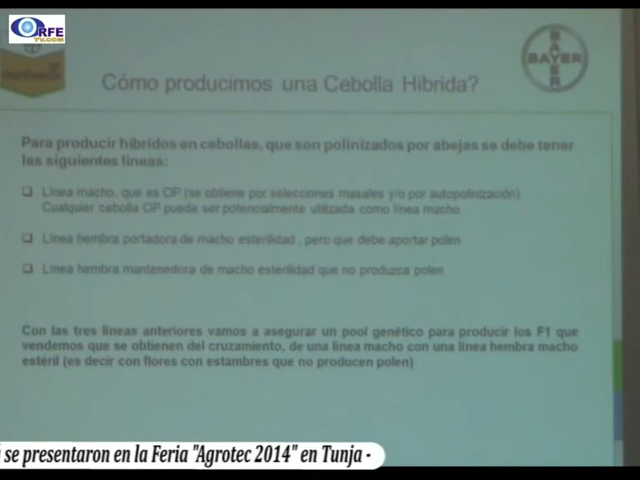 ORFE
TV.COM
BAYER
BAYER
Cómo producimos una Cebolla Híbrida?
Para producir híbridos en cebollas, que son polinizados por abejas se debe tener
las siguientes líneas:
Línea macho, que es OP (se obtiene por selecciones masales y/o por autopolinización)
Cualquier cebolla OP puede ser potencialmente utilizada como línea macho
Línea hembra portadora de macho esterilidad , pero que debe aportar polen
Línea hembra mantenedora de macho esterilidad que no produzca polen
Con las tres líneas anteriores vamos a asegurar un pool genético para producir los F1 que
vendemos que se obtienen del cruzamiento, de una línea macho con una línea hembra macho
estéril (es decir con flores con estambres que no producen polen)
se presentaron en la Feria "Agrotec 2014" en Tunja -